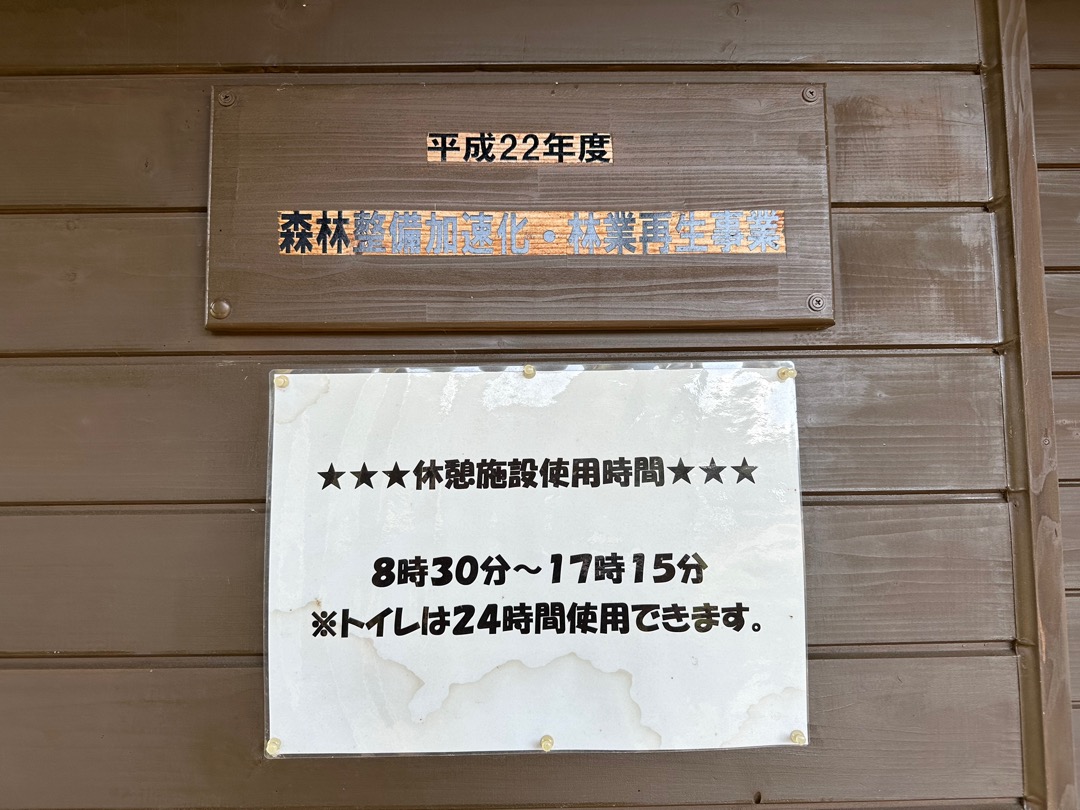 平成22年度
森林整備加速化・林業再生事業
★★★休憩施設使用時間★★★
8時30分～17時15分
※トイレは24時間使用できます。